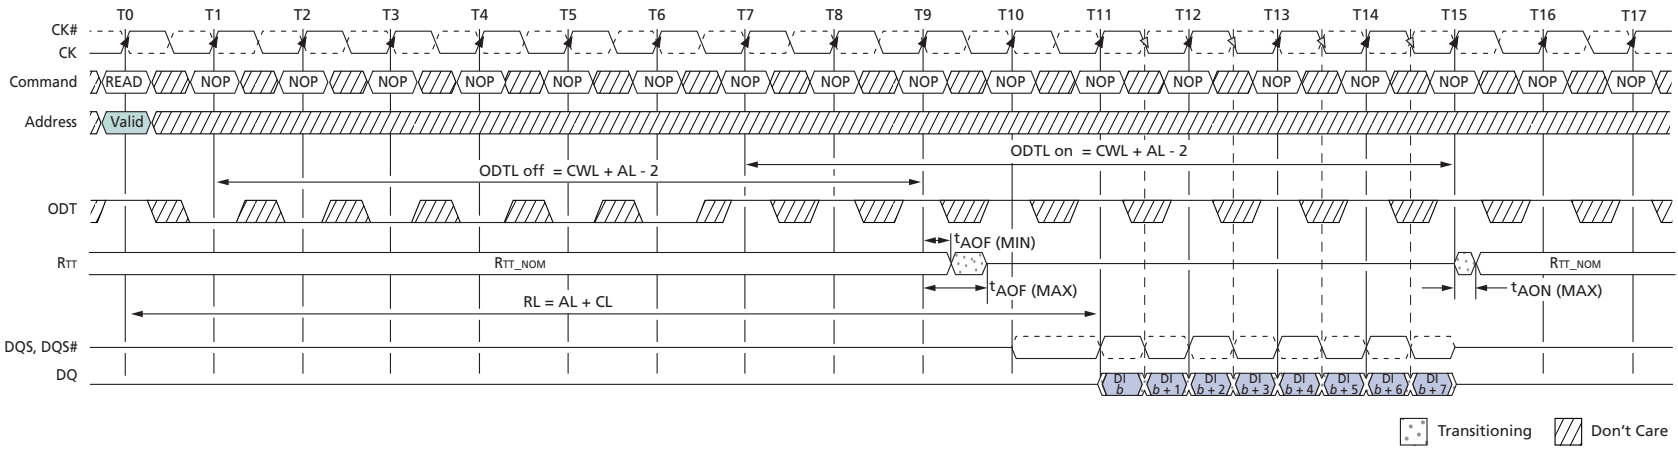 T0 T1 T2 T3 T4 T5 T6 T7 T8 T9 T10 T11 T12 T13 T14 T15 T16 T17
CK#
CK
Command READ NOP NOP NOP NOP NOP NOP NOP NOP NOP NOP NOP NOP NOP NOP NOP NOP NOP
Address Valid
ODTL on = CWL + AL - 2
ODTL off = CWL + AL - 2
ODT
tAOF (MIN)
RTT RTT_NOM RTT_NOM
tAOF (MAX) tAON (MAX)
RL = AL + CL
DQS, DQS#
DQ
DI DI DI DI DI DI DI DI
b b + 1 b + 2 b + 3 b + 4 b + 5 b + 6 b + 7
Transitioning Don't Care